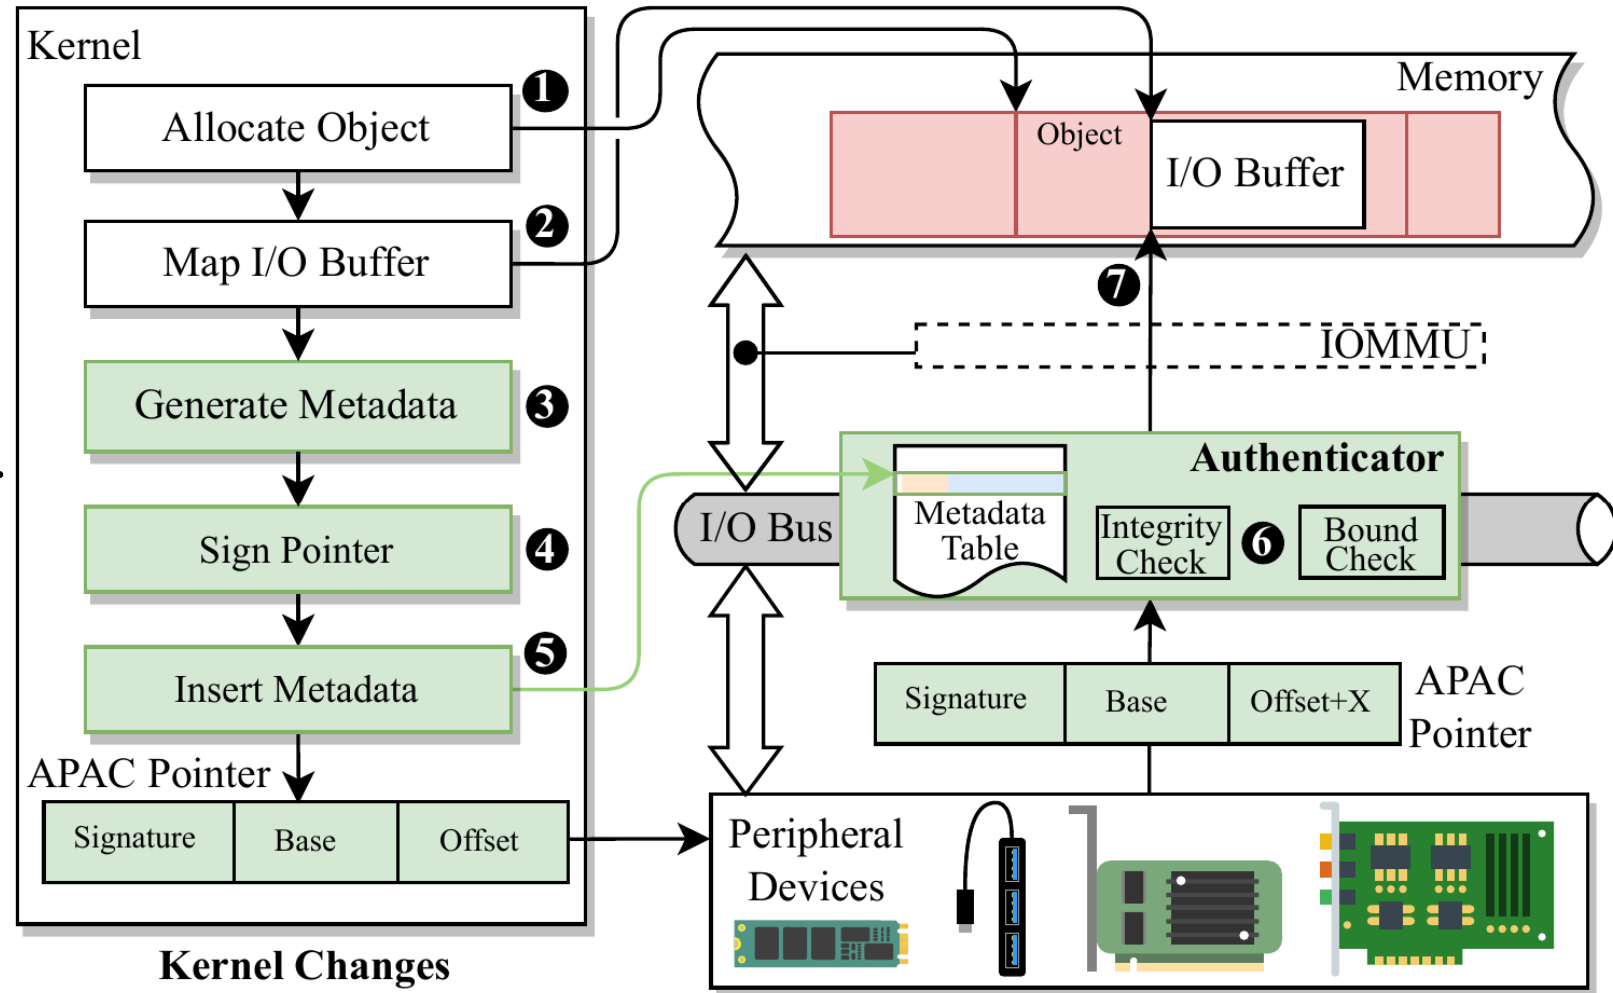 Kernel
1
Allocate Object
2
Map I/O Buffer
3
Generate Metadata
4
Sign Pointer
5
Insert Metadata
APAC Pointer
Signature
Base
Offset
Kernel Changes
Memory
Object
I/O Buffer
7
IOMMU
Authenticator
I/O Bus
Metadata
Table
Integrity
Check
6
Bound
Check
Signature
Base
Offset+X
APAC
Pointer
Peripheral
Devices